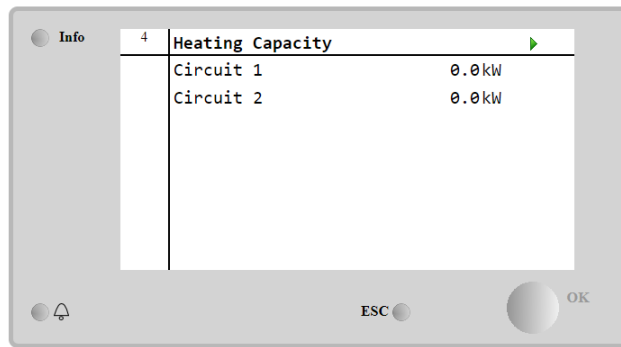 Info
4
Heating Capacity
Circuit 1 0.0kW
Circuit 2 0.0kW
ESC
OK